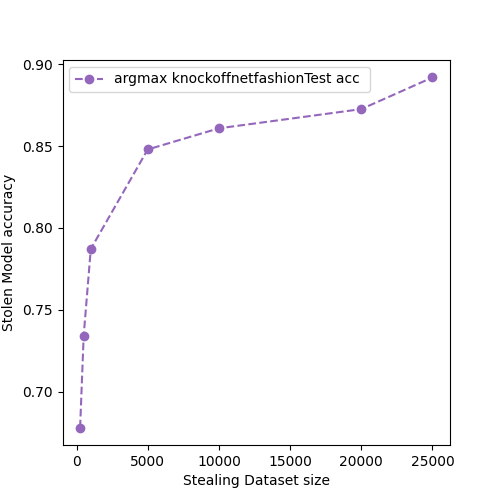 argmax knockoffnetfashionTest acc
0.90
0.85
0.80
0.75
0.70
Stolen Model accuracy
0 5000 10000 15000 20000 25000
Stealing Dataset size